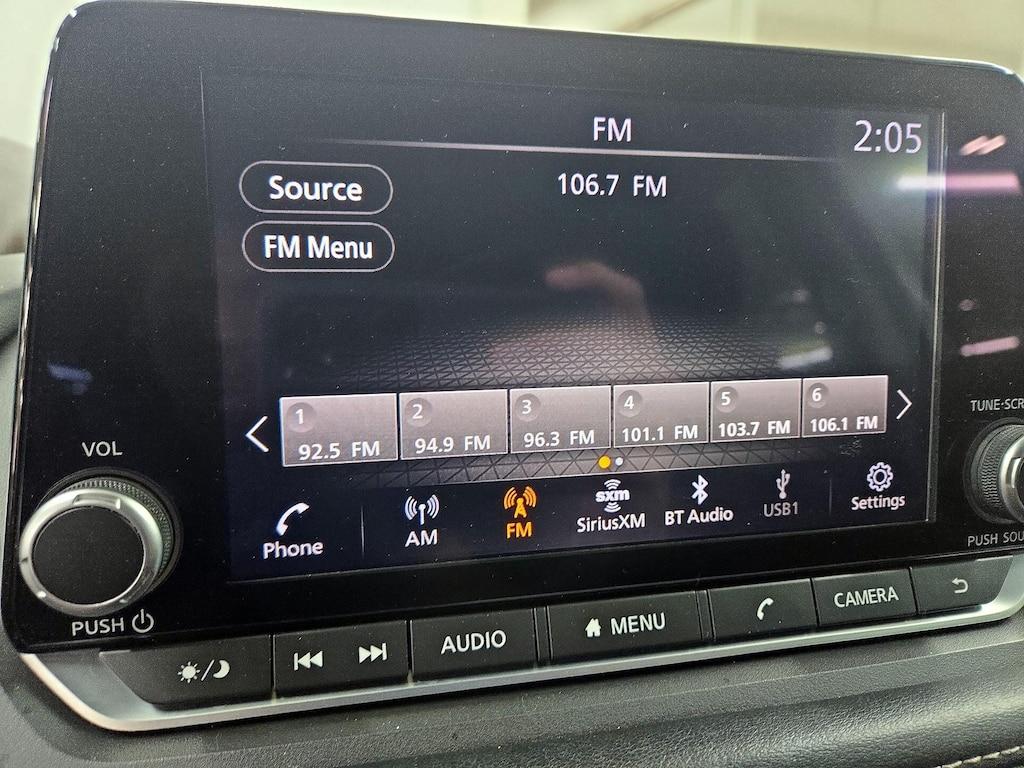 FM
2:05
Source
106.7 FM
FM Menu
1 2 3 4 5 6
92.5 FM 94.9 FM 96.3 FM 101.1 FM 103.7 FM 106.1 FM
VOL
TUNE·SCR
Phone
AM
FM
sxm
SiriusXM
BT Audio
USB1
Settings
PUSH
PUSH SOU
AUDIO
MENU
CAMERA